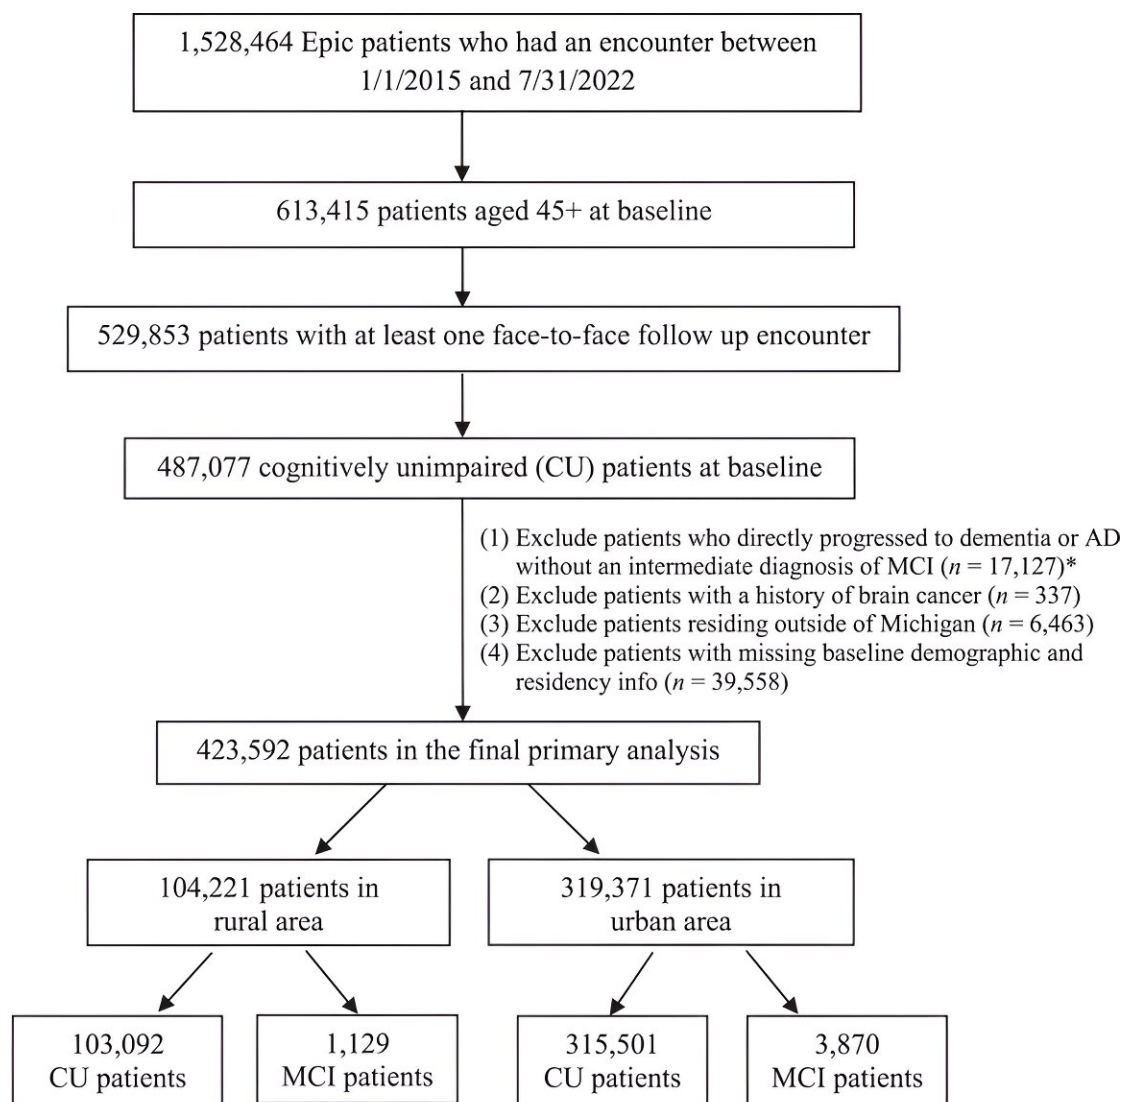 1,528,464 Epic patients who had an encounter between
1/1/2015 and 7/31/2022
613,415 patients aged 45+ at baseline
529,853 patients with at least one face-to-face follow up encounter
487,077 cognitively unimpaired (CU) patients at baseline
(1) Exclude patients who directly progressed to dementia or AD
without an intermediate diagnosis of MCI (n = 17,127)*
(2) Exclude patients with a history of brain cancer (n = 337)
(3) Exclude patients residing outside of Michigan (n = 6,463)
(4) Exclude patients with missing baseline demographic and
residency info (n = 39,558)
423,592 patients in the final primary analysis
104,221 patients in
rural area
319,371 patients in
urban area
103,092
CU patients
1,129
MCI patients
315,501
CU patients
3,870
MCI patients